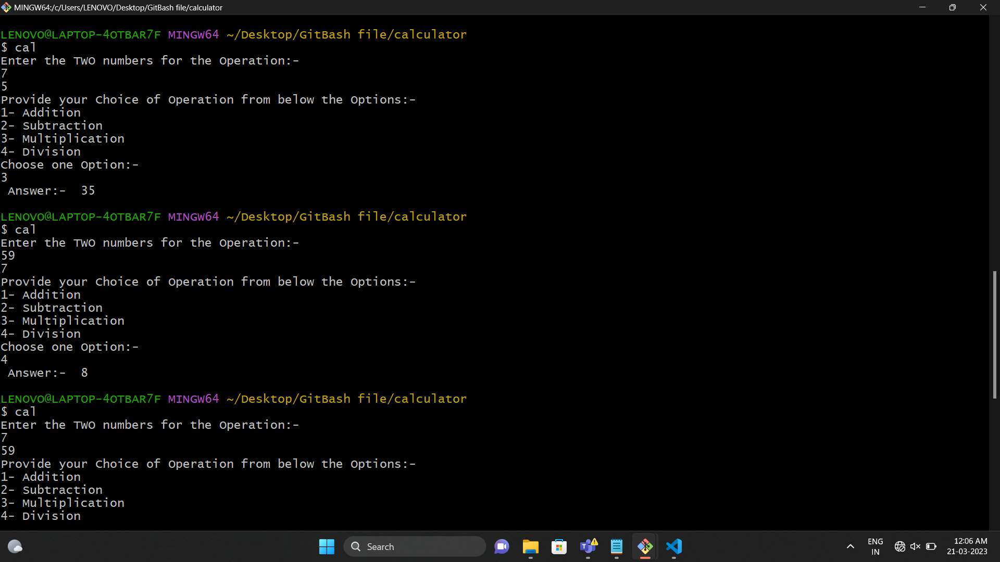 MINGW64:/c/Users/LENOVO/Desktop/GitBash file/calculator
LENOVO@LAPTOP-4OTBAR7F MINGW64 ~/Desktop/GitBash file/calculator
$ cal
Enter the TWO numbers for the Operation:-
7
5
Provide your Choice of Operation from below the Options:-
1- Addition
2- Subtraction
3- Multiplication
4- Division
Choose one Option:-
3
 Answer:-  35
LENOVO@LAPTOP-4OTBAR7F MINGW64 ~/Desktop/GitBash file/calculator
$ cal
Enter the TWO numbers for the Operation:-
59
7
Provide your Choice of Operation from below the Options:-
1- Addition
2- Subtraction
3- Multiplication
4- Division
Choose one Option:-
4
 Answer:-  8
LENOVO@LAPTOP-4OTBAR7F MINGW64 ~/Desktop/GitBash file/calculator
$ cal
Enter the TWO numbers for the Operation:-
7
59
Provide your Choice of Operation from below the Options:-
1- Addition
2- Subtraction
3- Multiplication
4- Division
Search
ENG
IN
12:06 AM
21-03-2023